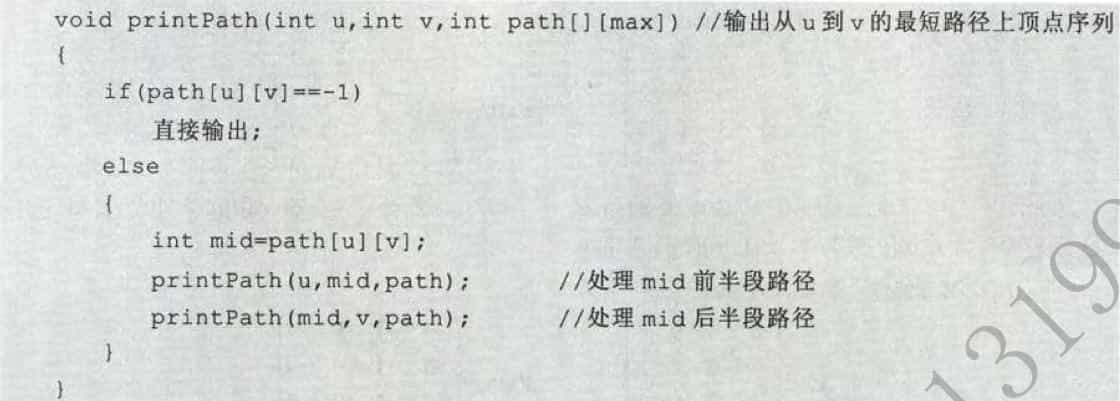 void printPath(int u,int v,int path[][max]) //输出从u到v的最短路径上顶点序列
{
if(path[u][v]==-1)
直接输出;
else
{
int mid=path[u][v];
printPath(u,mid,path); //处理mid前半段路径
printPath(mid,v,path); //处理mid后半段路径
}
}
3190